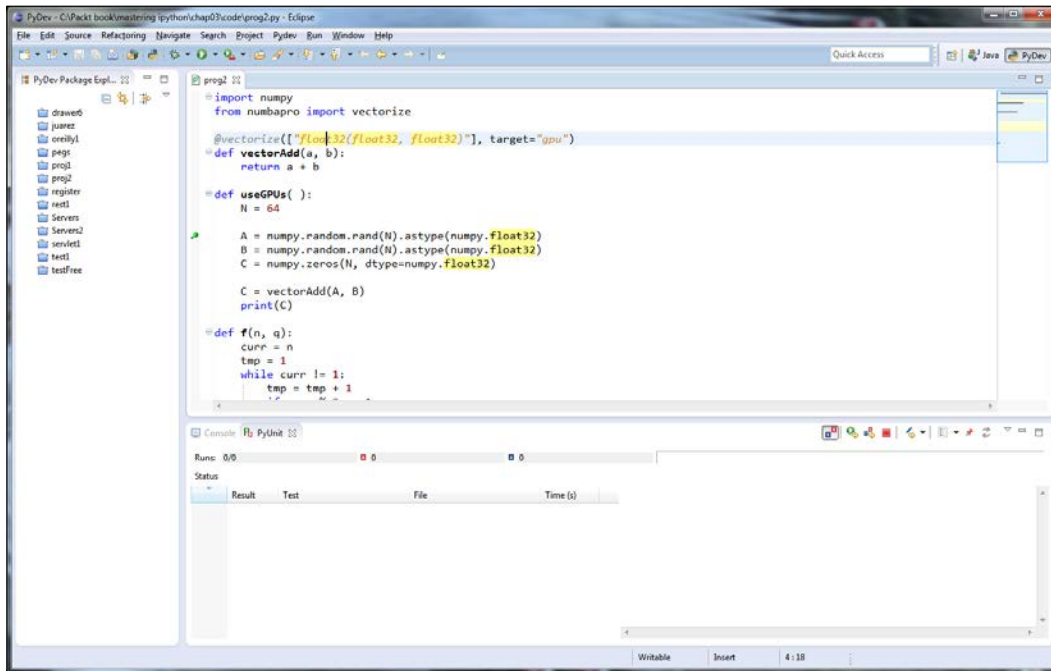 PyDev - C:\Packt book\mastering ipython\chap03\code\prog2.py - Eclipse
File Edit Source Refactoring Navigate Search Project Pydev Run Window Help
Quick Access
Java
PyDev
PyDev Package Expl...
prog2
drawer6
juarez
oreilly1
pegs
proj1
proj2
register
rest1
Servers
Servers2
servlet1
test1
testFree
import numpy
from numbapro import vectorize
@vectorize(["float32(float32, float32)"], target="gpu")
def vectorAdd(a, b):
    return a + b
def useGPUs( ):
    N = 64
    A = numpy.random.rand(N).astype(numpy.float32)
    B = numpy.random.rand(N).astype(numpy.float32)
    C = numpy.zeros(N, dtype=numpy.float32)
    C = vectorAdd(A, B)
    print(C)
def f(n, q):
    curr = n
    tmp = 1
    while curr != 1:
        tmp = tmp + 1
Console
PyUnit
Runs: 0/0
0
0
Status
Result Test File Time (s)
Writable Insert 4:18